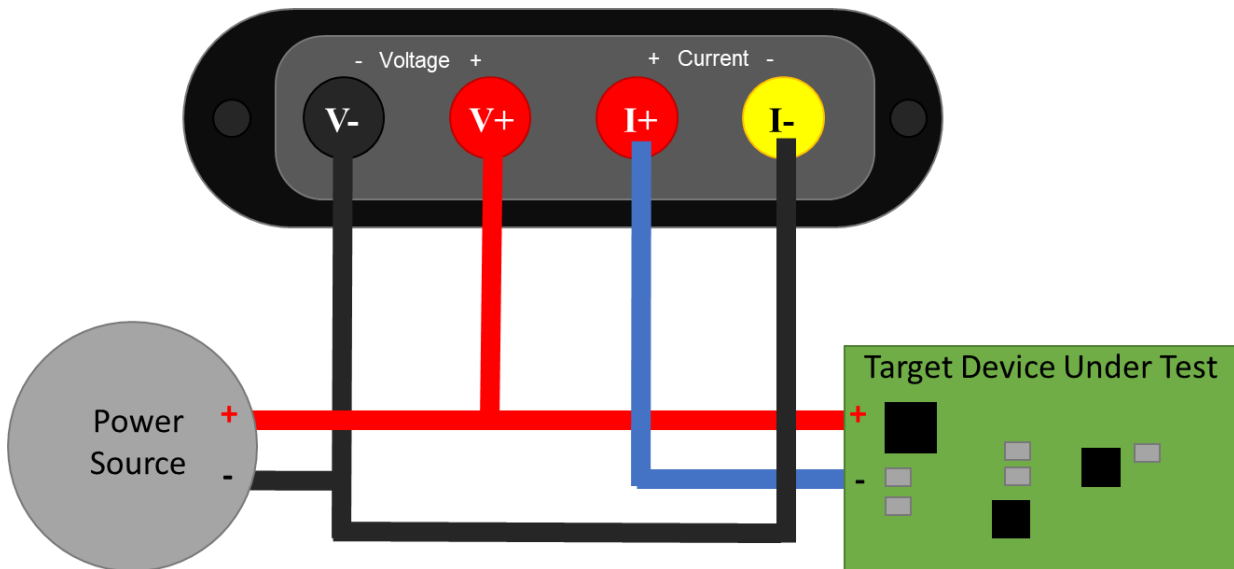 - Voltage + + Current -
V- V+ I+ I-
Target Device Under Test
+ +
Power
Source
- -